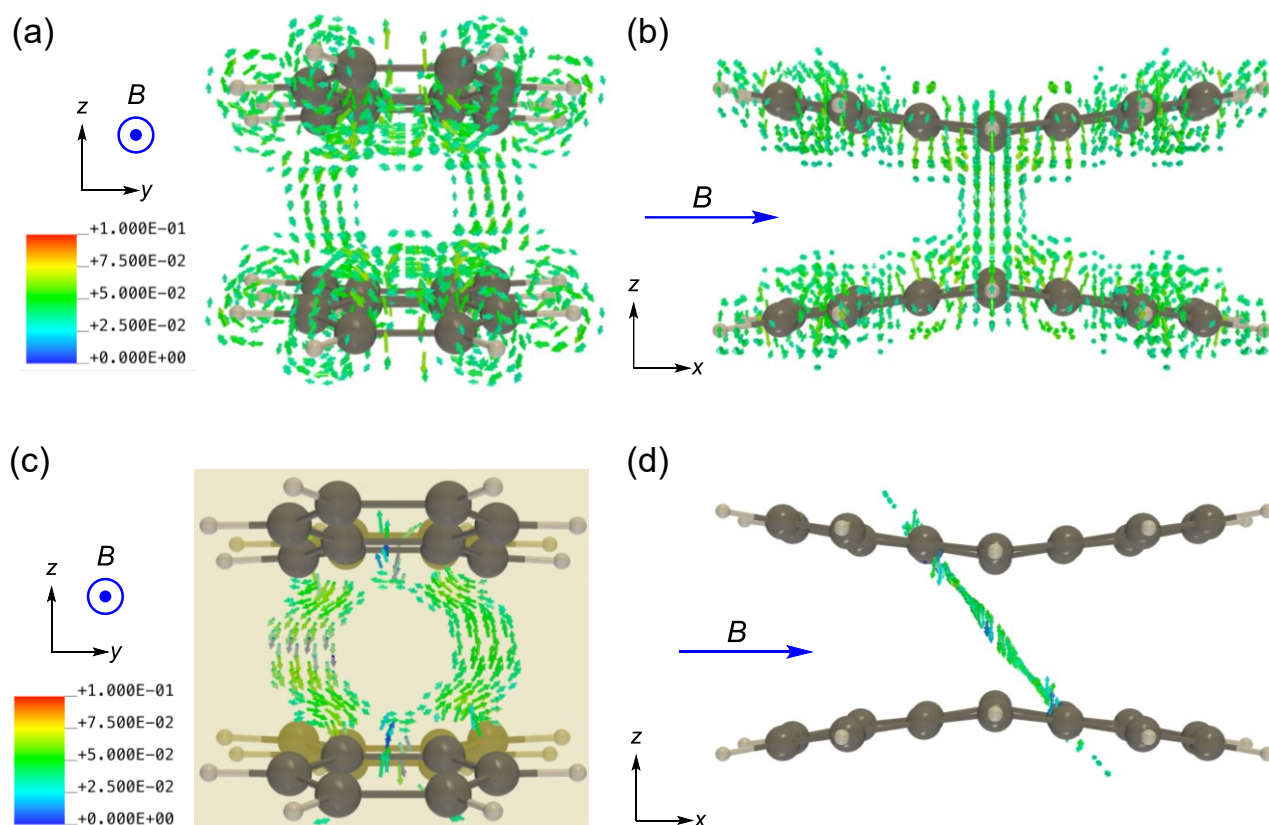 (a)
B
z
y
+1.000E-01
+7.500E-02
+5.000E-02
+2.500E-02
+0.000E+00
(b)
B
z
x
(c)
B
z
y
+1.000E-01
+7.500E-02
+5.000E-02
+2.500E-02
+0.000E+00
(d)
B
z
x